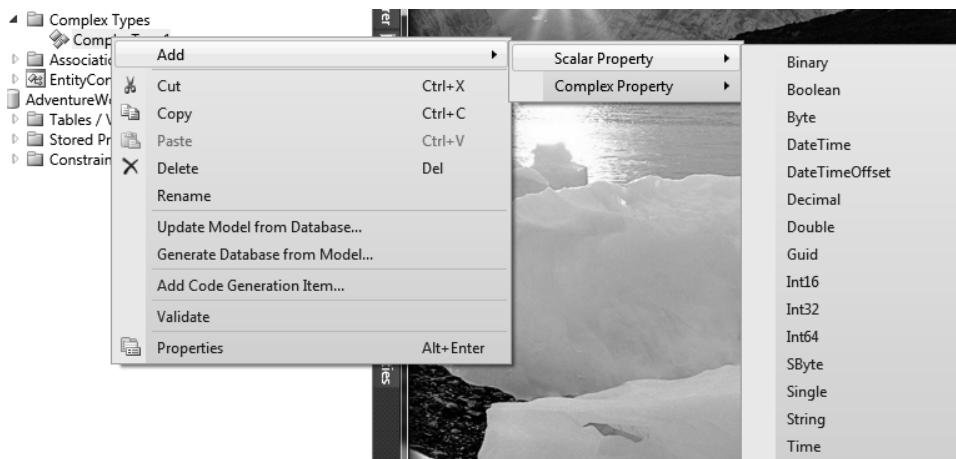 Complex Types
Add
Scalar Property
Binary
Complex Property
Boolean
Cut Ctrl+X
Copy Ctrl+C
Byte
Paste Ctrl+V
DateTime
Delete Del
DateTimeOffset
Rename
Decimal
Update Model from Database...
Double
Generate Database from Model...
Guid
Add Code Generation Item...
Int16
Validate
Int32
Properties Alt+Enter
Int64
SByte
Single
String
Time
Tables /
Stored